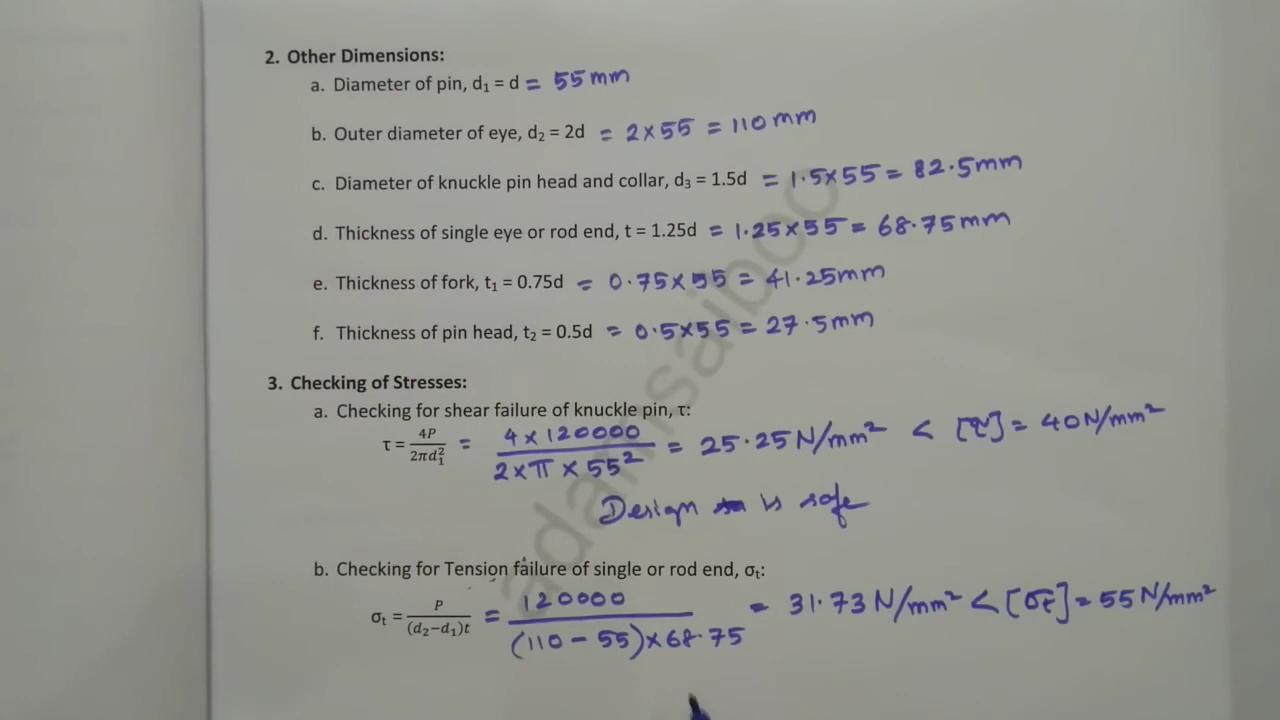 2. Other Dimensions:
a. Diameter of pin, d₁ = d = 55mm
b. Outer diameter of eye, d₂ = 2d = 2×55 = 110mm
c. Diameter of knuckle pin head and collar, d₃ = 1.5d = 1.5×55 = 82.5mm
d. Thickness of single eye or rod end, t = 1.25d = 1.25×55 = 68.75mm
e. Thickness of fork, t₁ = 0.75d = 0.75×55 = 41.25mm
f. Thickness of pin head, t₂ = 0.5d = 0.5×55 = 27.5mm
3. Checking of Stresses:
a. Checking for shear failure of knuckle pin, τ:
τ = 4P / 2πd₁² = 4×120000 / 2×π×55² = 25.25 N/mm² < [τ] = 40N/mm²
Design is safe
b. Checking for Tension failure of single or rod end, σₜ:
σₜ = P / (d₂−d₁)t = 120000 / (110−55)×68.75 = 31.73 N/mm² < [σₜ] = 55 N/mm²
adamsaiboo